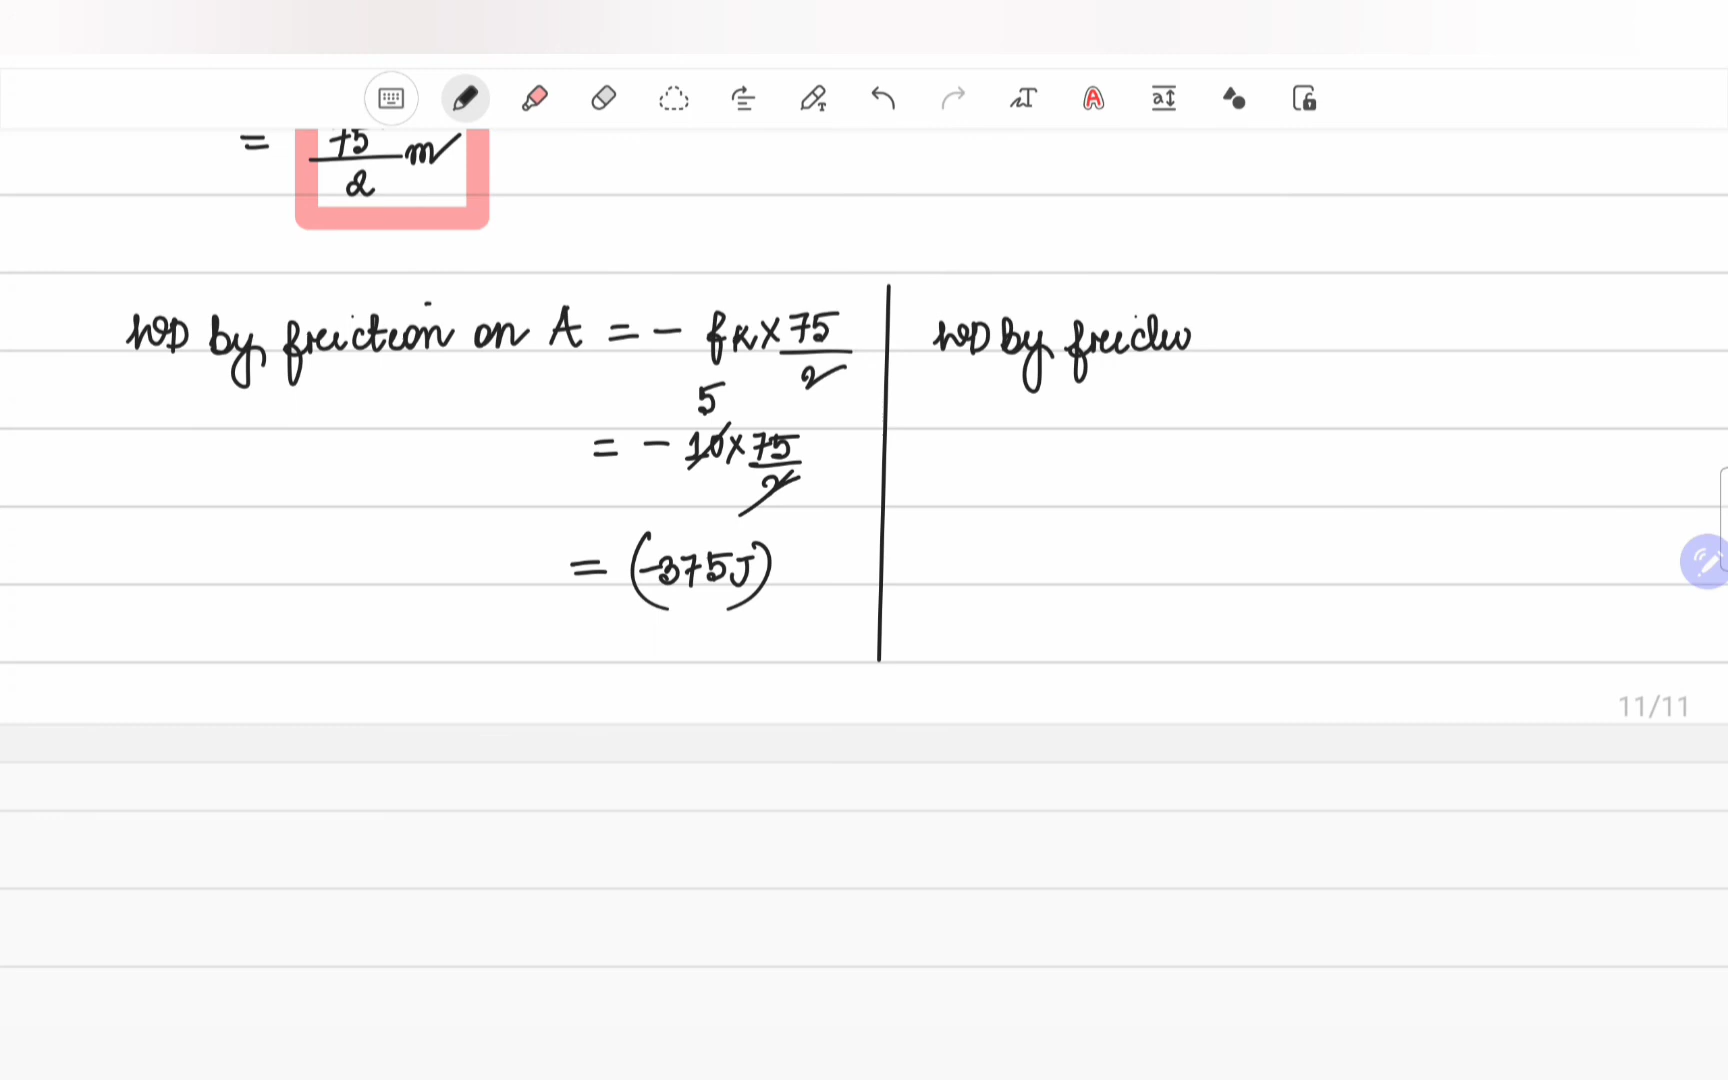 = 75/2 m
WD by friction on A = - fk × 75/2
5
= - 10 × 75/2
= (-375J)
WD by frictio
11/11